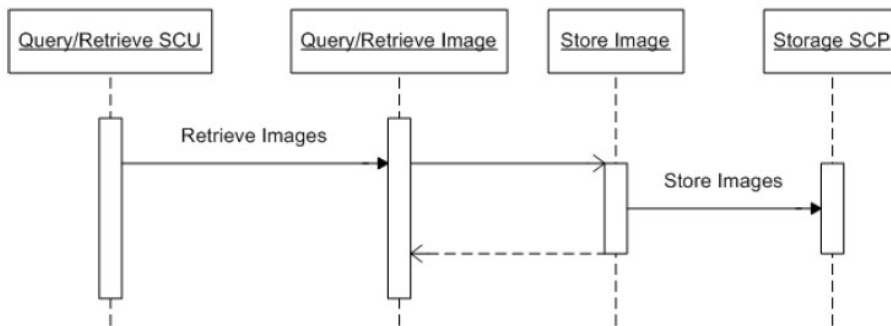 Query/Retrieve SCU
Query/Retrieve Image
Store Image
Storage SCP
Retrieve Images
Store Images